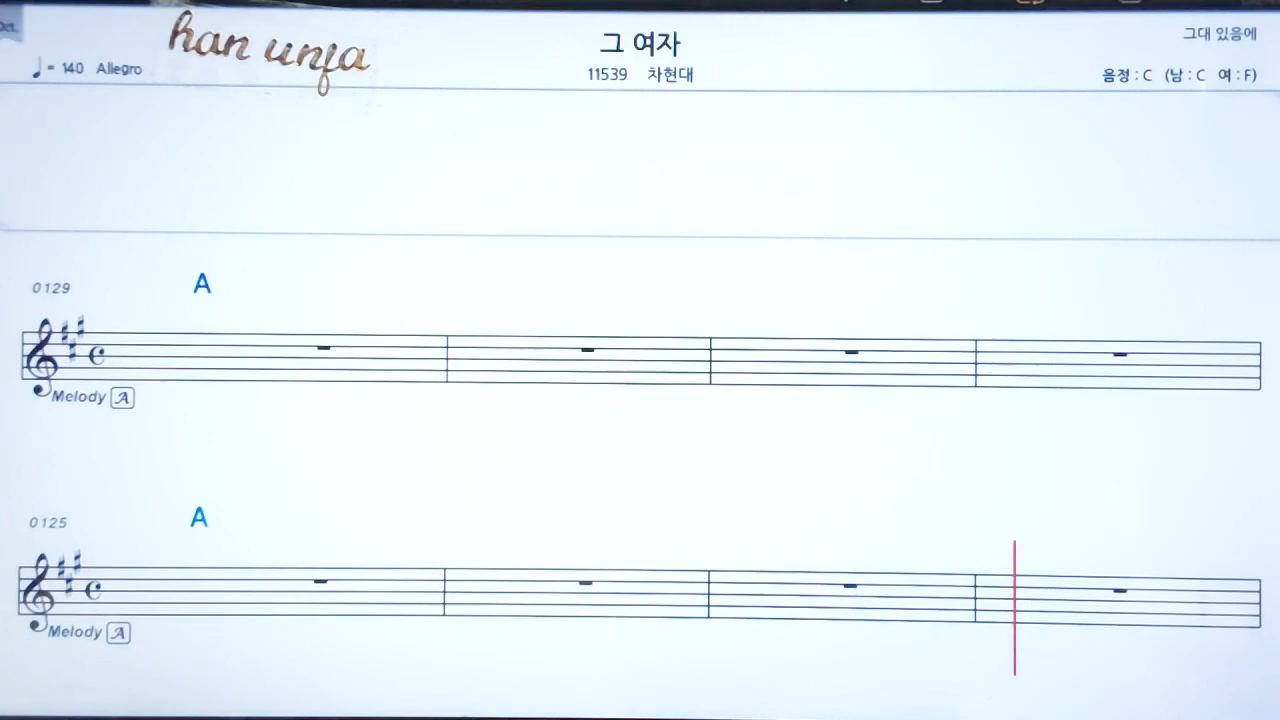 Oct.
han unja
그 여자
그대 있음에
♩= 140 Allegro
11539 차현대
음정 : C (남 : C 여 : F)
0129
A
Melody A
0125
A
Melody A